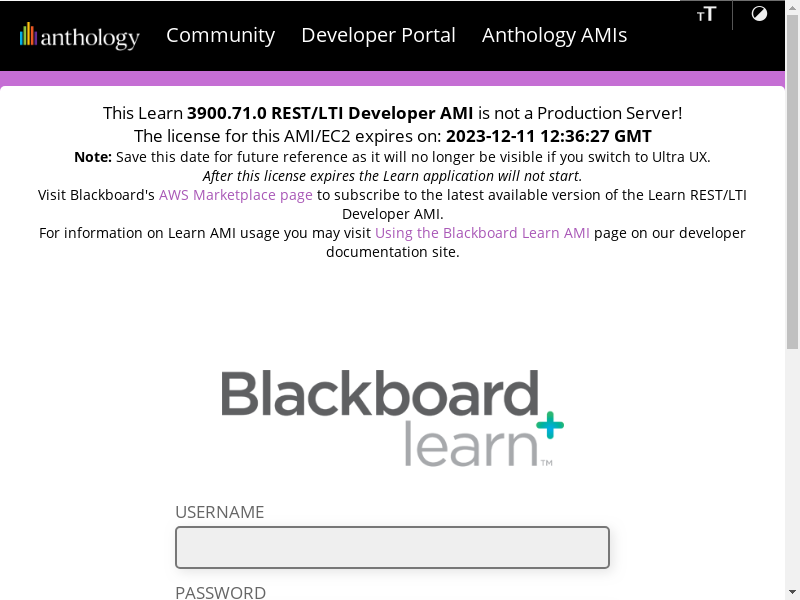 anthology Community Developer Portal Anthology AMIs TT
This Learn 3900.71.0 REST/LTI Developer AMI is not a Production Server!
The license for this AMI/EC2 expires on: 2023-12-11 12:36:27 GMT
Note: Save this date for future reference as it will no longer be visible if you switch to Ultra UX.
After this license expires the Learn application will not start.
Visit Blackboard's AWS Marketplace page to subscribe to the latest available version of the Learn REST/LTI
Developer AMI.
For information on Learn AMI usage you may visit Using the Blackboard Learn AMI page on our developer
documentation site.
Blackboard
learn+™
USERNAME
PASSWORD